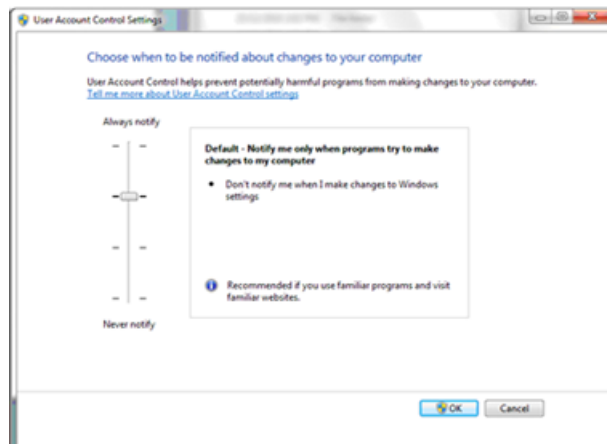 User Account Control Settings
Choose when to be notified about changes to your computer
User Account Control helps prevent potentially harmful programs from making changes to your computer.
Tell me more about User Account Control settings
Always notify
Default - Notify me only when programs try to make
changes to my computer
• Don't notify me when I make changes to Windows
settings
Recommended if you use familiar programs and visit
familiar websites.
Never notify
OK
Cancel